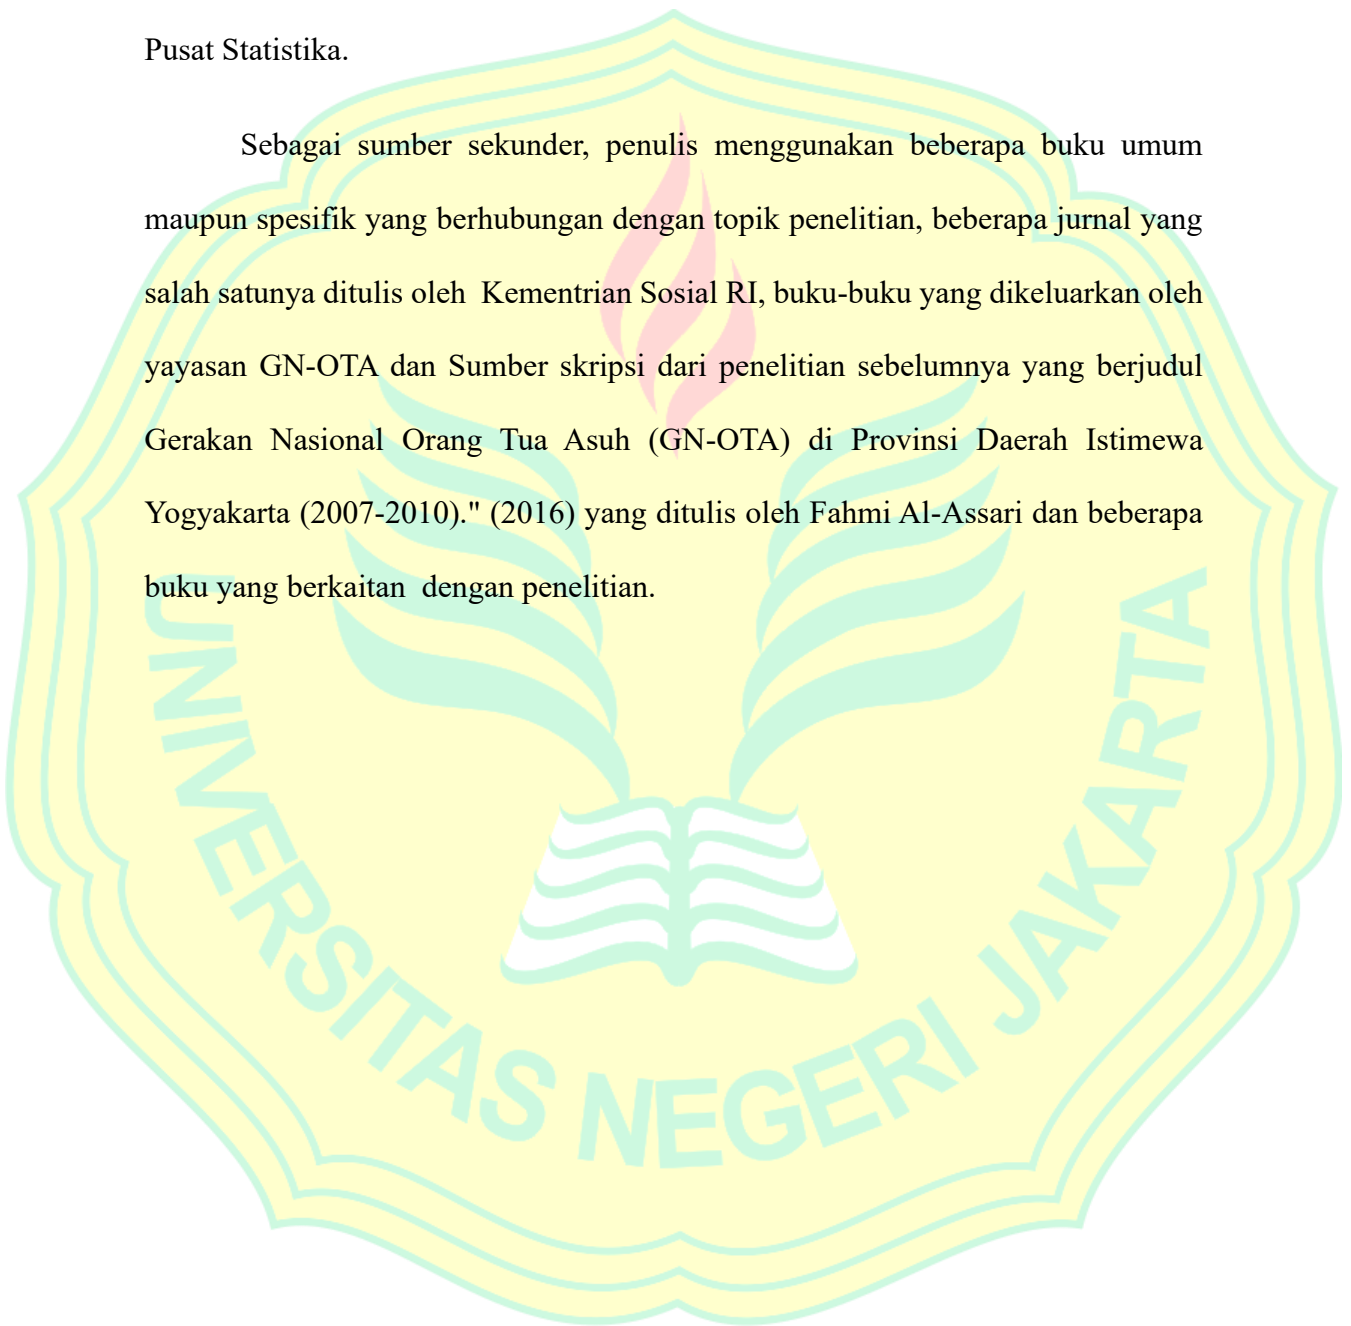 Pusat Statistika.
Sebagai sumber sekunder, penulis menggunakan beberapa buku umum
maupun spesifik yang berhubungan dengan topik penelitian, beberapa jurnal yang
salah satunya ditulis oleh  Kementrian Sosial RI, buku-buku yang dikeluarkan oleh
yayasan GN-OTA dan Sumber skripsi dari penelitian sebelumnya yang berjudul
Gerakan Nasional Orang Tua Asuh (GN-OTA) di Provinsi Daerah Istimewa
Yogyakarta (2007-2010)." (2016) yang ditulis oleh Fahmi Al-Assari dan beberapa
buku yang berkaitan  dengan penelitian.
UNIVERSITAS NEGERI JAKARTA